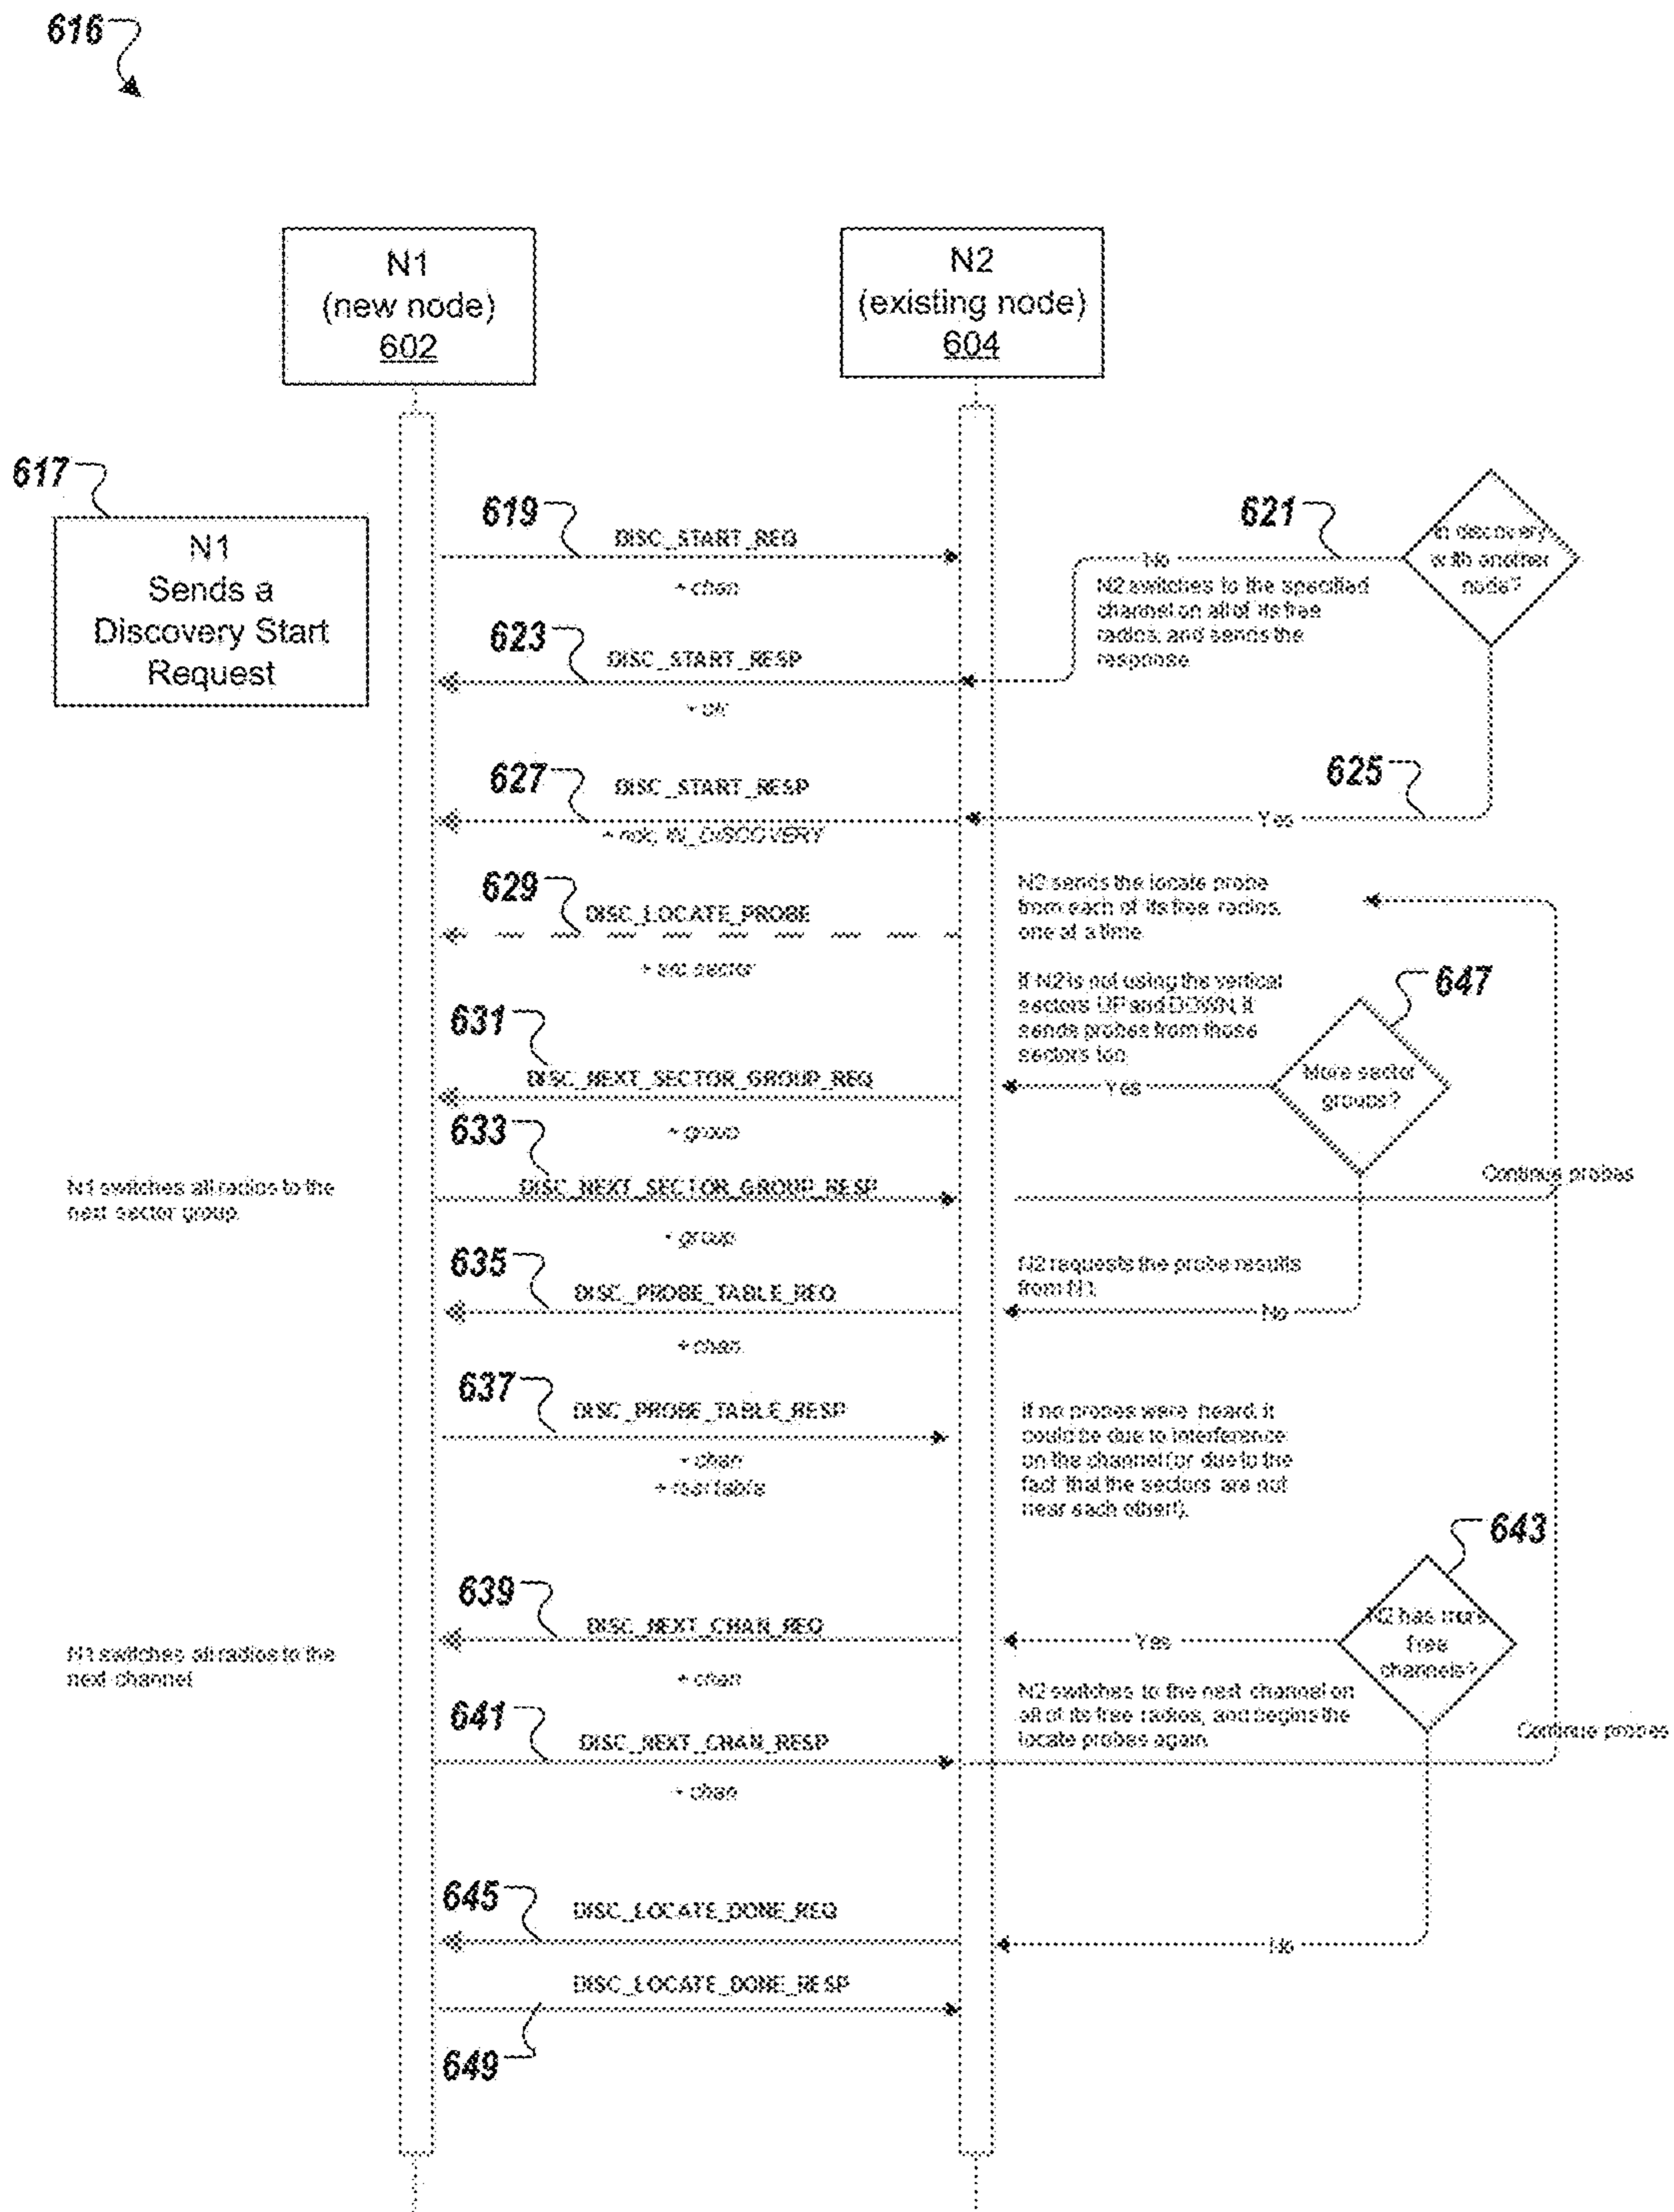 616
N1
(new node)
602
N2
(existing node)
604
617
N1
Sends a
Discovery Start
Request
619
DISC_START_REQ
+ chan
621
In discovery
with another
node?
No
N2 switches to the specified
channel on all of its free
radios, and sends the
response.
623
DISC_START_RESP
+ ok
627
DISC_START_RESP
+ nok, IN_DISCOVERY
625
Yes
629
DISC_LOCATE_PROBE
+ src sector
N2 sends the locate probe
from each of its free radios,
one at a time.
If N2 is not using the vertical
sectors UP and DOWN, it
sends probes from those
sectors too.
647
More sector
groups?
Yes
631
DISC_NEXT_SECTOR_GROUP_REQ
+ group
633
DISC_NEXT_SECTOR_GROUP_RESP
+ group
N1 switches all radios to the
next sector group.
Continue probes
635
DISC_PROBE_TABLE_REQ
+ chan
N2 requests the probe results
from N1.
No
637
DISC_PROBE_TABLE_RESP
+ chan
+ rssi table
If no probes were heard, it
could be due to interference
on the channel (or due to the
fact that the sectors are not
near each other!).
643
N2 has more
free
channels?
Yes
639
DISC_NEXT_CHAN_REQ
+ chan
N1 switches all radios to the
next channel
N2 switches to the next channel on
all of its free radios, and begins the
locate probes again.
Continue probes
641
DISC_NEXT_CHAN_RESP
+ chan
645
DISC_LOCATE_DONE_REQ
No
DISC_LOCATE_DONE_RESP
649